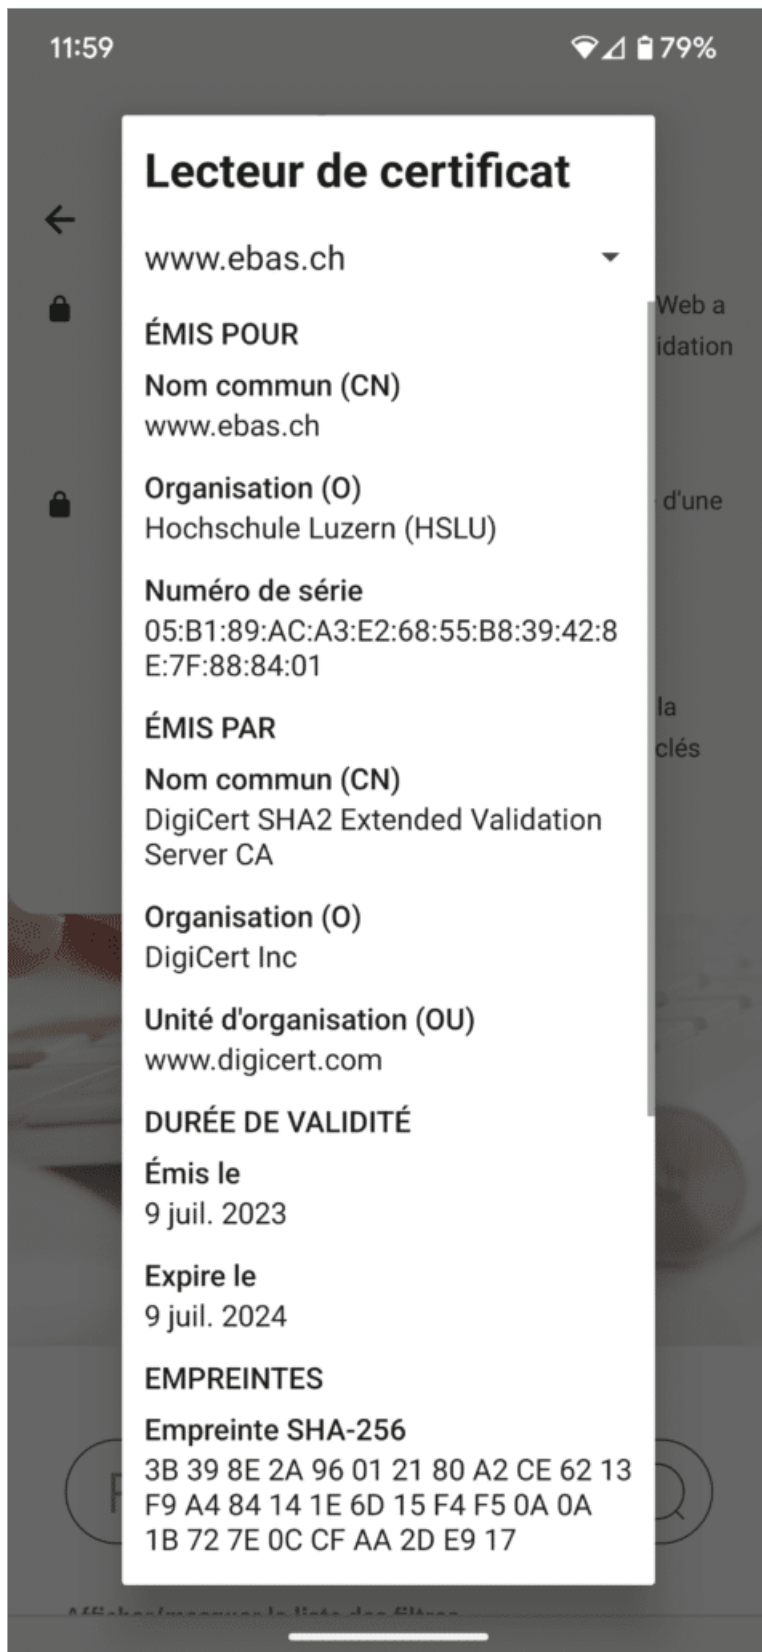 11:59
79%
Lecteur de certificat
www.ebas.ch
Web a
ÉMIS POUR
idation
Nom commun (CN)
www.ebas.ch
Organisation (O)
d'une
Hochschule Luzern (HSLU)
Numéro de série
05:B1:89:AC:A3:E2:68:55:B8:39:42:8
E:7F:88:84:01
la
ÉMIS PAR
clés
Nom commun (CN)
DigiCert SHA2 Extended Validation
Server CA
Organisation (O)
DigiCert Inc
Unité d'organisation (OU)
www.digicert.com
DURÉE DE VALIDITÉ
Émis le
9 juil. 2023
Expire le
9 juil. 2024
EMPREINTES
Empreinte SHA-256
3B 39 8E 2A 96 01 21 80 A2 CE 62 13
F9 A4 84 14 1E 6D 15 F4 F5 0A 0A
1B 72 7E 0C CF AA 2D E9 17
Afficher/masquer la liste des filtres